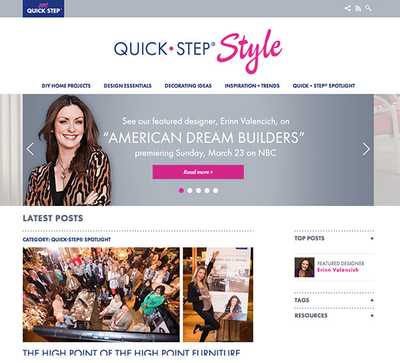 my
QUICK•STEP®
QUICK•STEP® Style
DIY HOME PROJECTS
DESIGN ESSENTIALS
DECORATING IDEAS
INSPIRATION + TRENDS
QUICK • STEP® SPOTLIGHT
See our featured designer, Erinn Valencich, on
“AMERICAN DREAM BUILDERS”
premiering Sunday, March 23 on NBC
Read more >
LATEST POSTS
CATEGORY: QUICK-STEP® SPOTLIGHT
THE HIGH POINT OF THE HIGH POINT FURNITURE
TOP POSTS +
FEATURED DESIGNER
Erinn Valencich
TAGS +
RESOURCES +